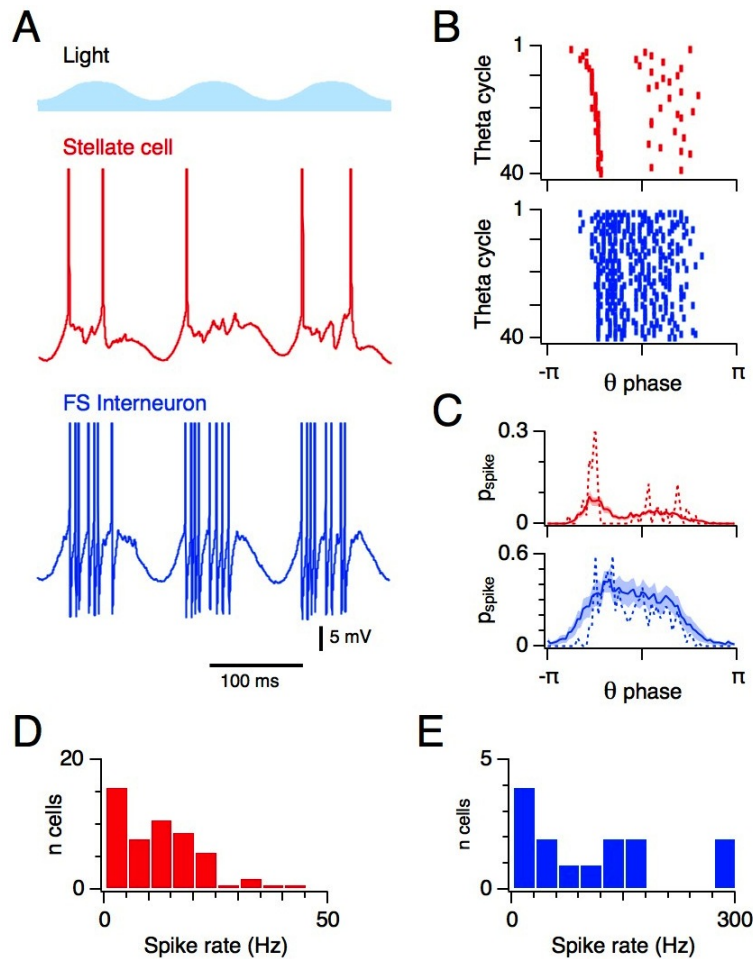 A
Light
Stellate cell
FS Interneuron
5 mV
100 ms
B
1
Theta cycle
40
1
Theta cycle
40
-π π
θ phase
C
0.3
pspike
0
0.6
pspike
0
-π π
θ phase
D
20
n cells
0
0 50
Spike rate (Hz)
E
5
n cells
0
0 300
Spike rate (Hz)